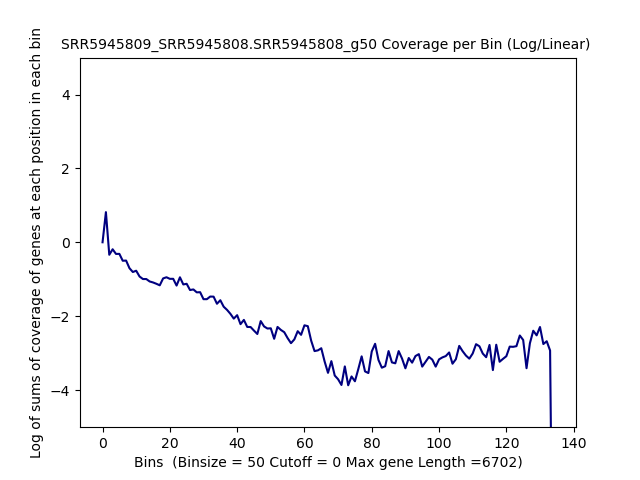 SRR5945809_SRR5945808.SRR5945808_g50 Coverage per Bin (Log/Linear)
Log of sums of coverage of genes at each position in each bin
4
2
0
−2
−4
0 20 40 60 80 100 120 140
Bins  (Binsize = 50 Cutoff = 0 Max gene Length =6702)